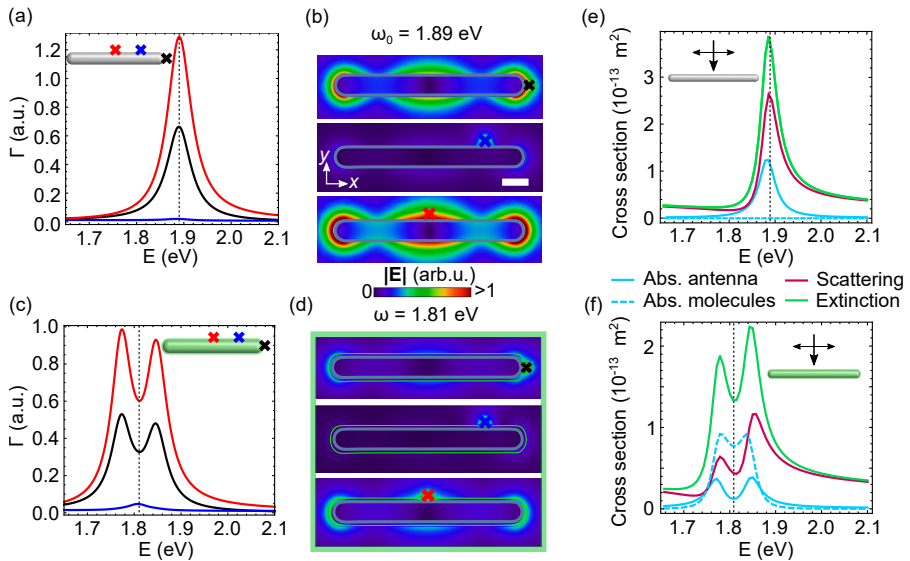 (a)
Γ (a.u.)
1.2
1.0
0.8
0.6
0.4
0.2
0.0
1.7 1.8 1.9 2.0 2.1
E (eV)
(b)
ω0 = 1.89 eV
y
x
|E| (arb.u.)
0 >1
(c)
Γ (a.u.)
1.0
0.8
0.6
0.4
0.2
0.0
1.7 1.8 1.9 2.0 2.1
E (eV)
(d)
ω = 1.81 eV
(e)
Cross section (10⁻¹³ m²)
3
2
1
0
1.7 1.8 1.9 2.0 2.1
E (eV)
Abs. antenna
Abs. molecules
Scattering
Extinction
(f)
Cross section (10⁻¹³ m²)
2
1
0
1.7 1.8 1.9 2.0 2.1
E (eV)